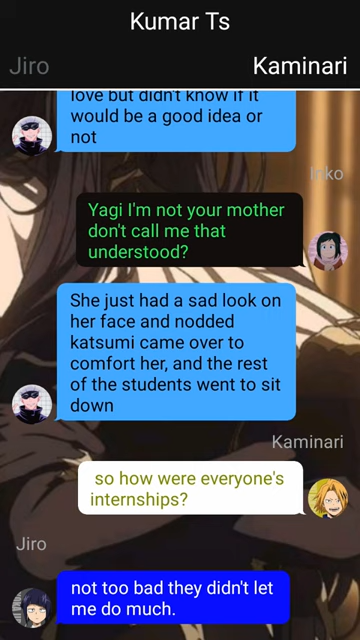 Kumar Ts
Jiro
Kaminari
love but didn't know if it
would be a good idea or
not
Inko
Yagi I'm not your mother
don't call me that
understood?
She just had a sad look on
her face and nodded
katsumi came over to
comfort her, and the rest
of the students went to sit
down
Kaminari
so how were everyone's
internships?
Jiro
not too bad they didn't let
me do much.